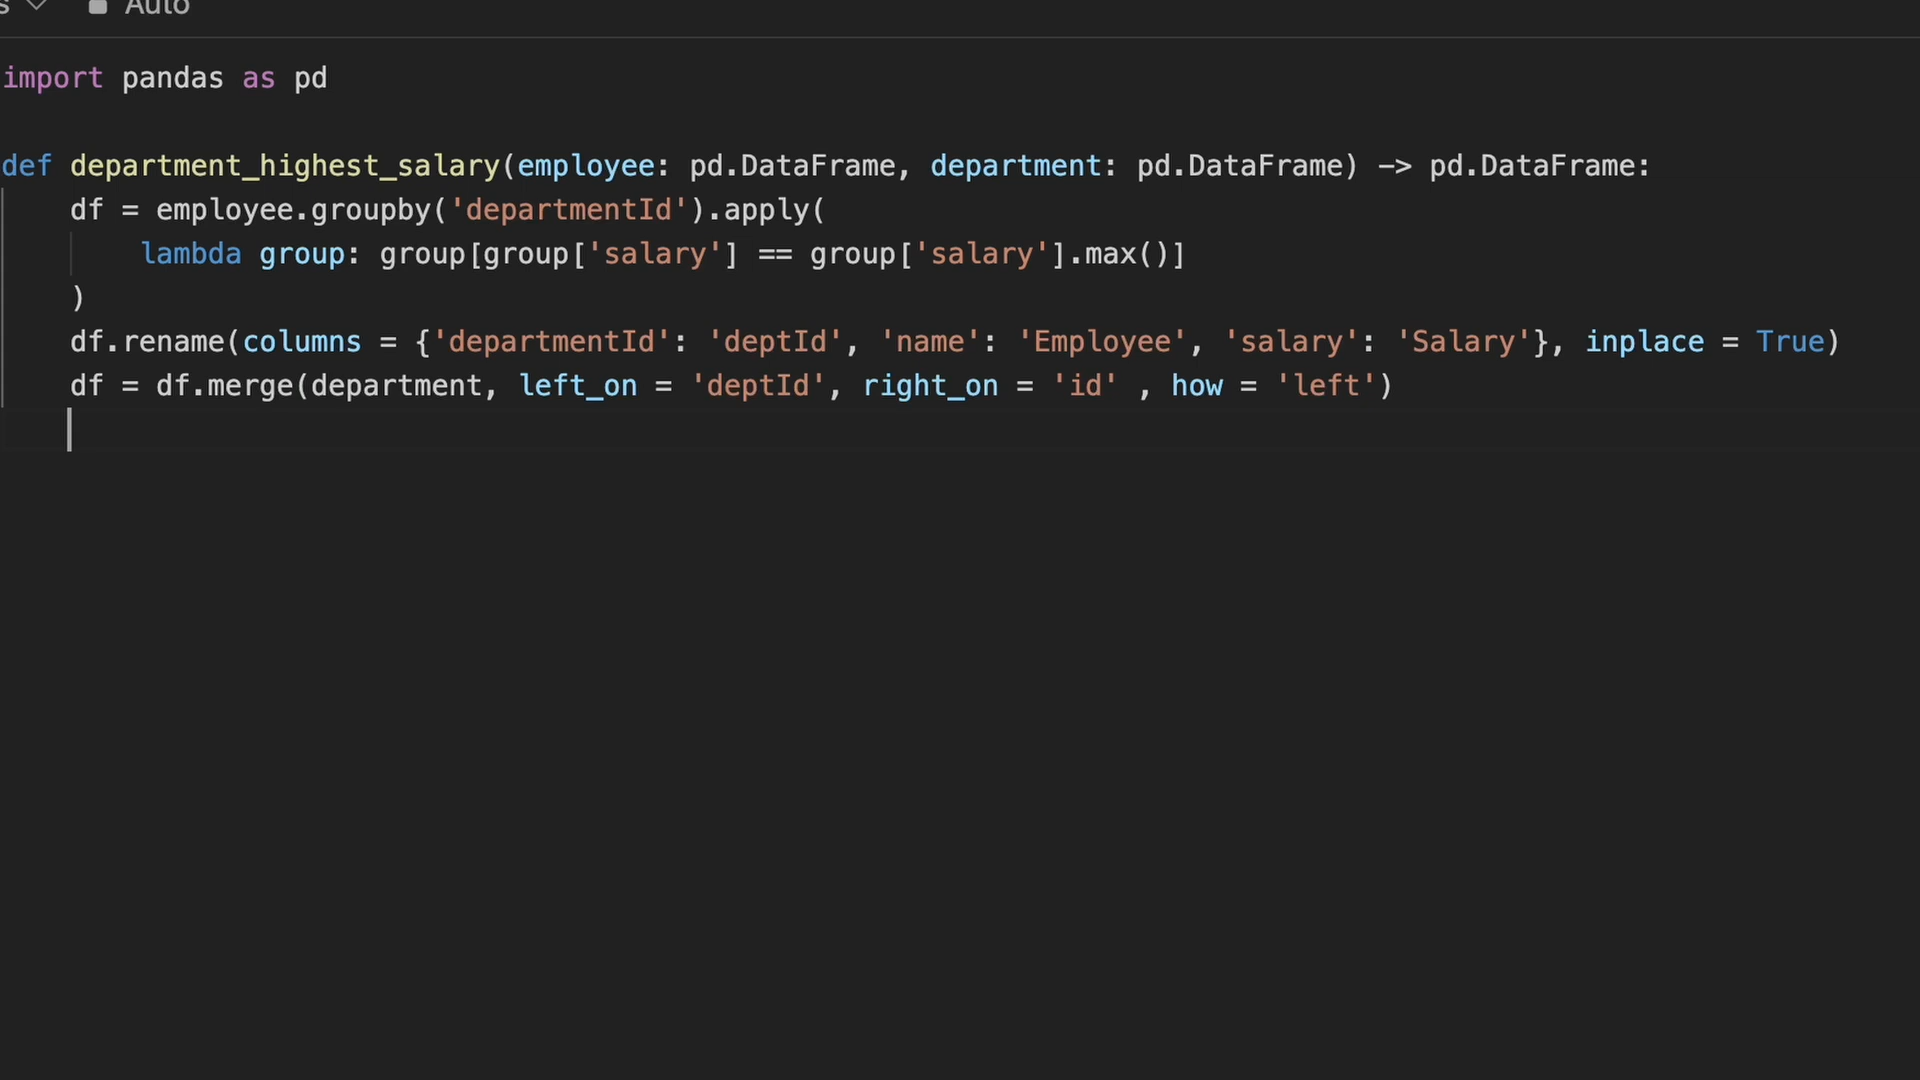 s Auto
import pandas as pd
def department_highest_salary(employee: pd.DataFrame, department: pd.DataFrame) -> pd.DataFrame:
    df = employee.groupby('departmentId').apply(
        lambda group: group[group['salary'] == group['salary'].max()]
    )
    df.rename(columns = {'departmentId': 'deptId', 'name': 'Employee', 'salary': 'Salary'}, inplace = True)
    df = df.merge(department, left_on = 'deptId', right_on = 'id' , how = 'left')